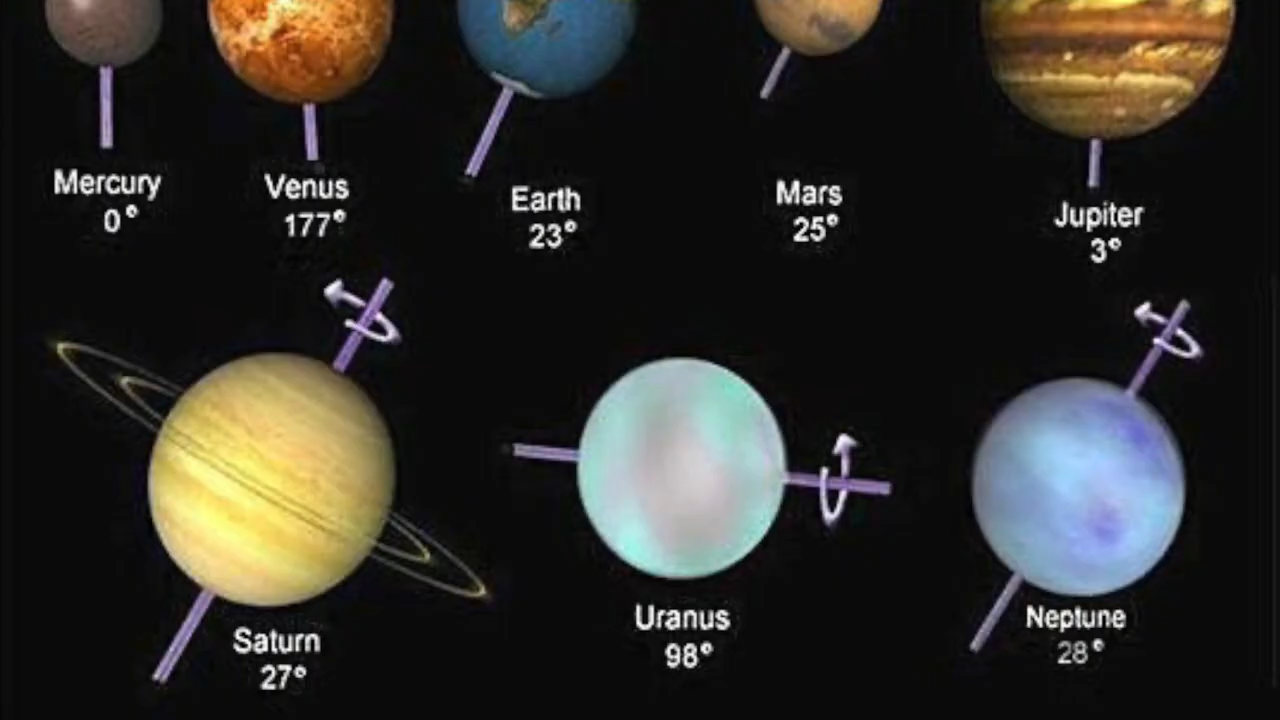 Mercury
0°
Venus
177°
Earth
23°
Mars
25°
Jupiter
3°
Saturn
27°
Uranus
98°
Neptune
28°